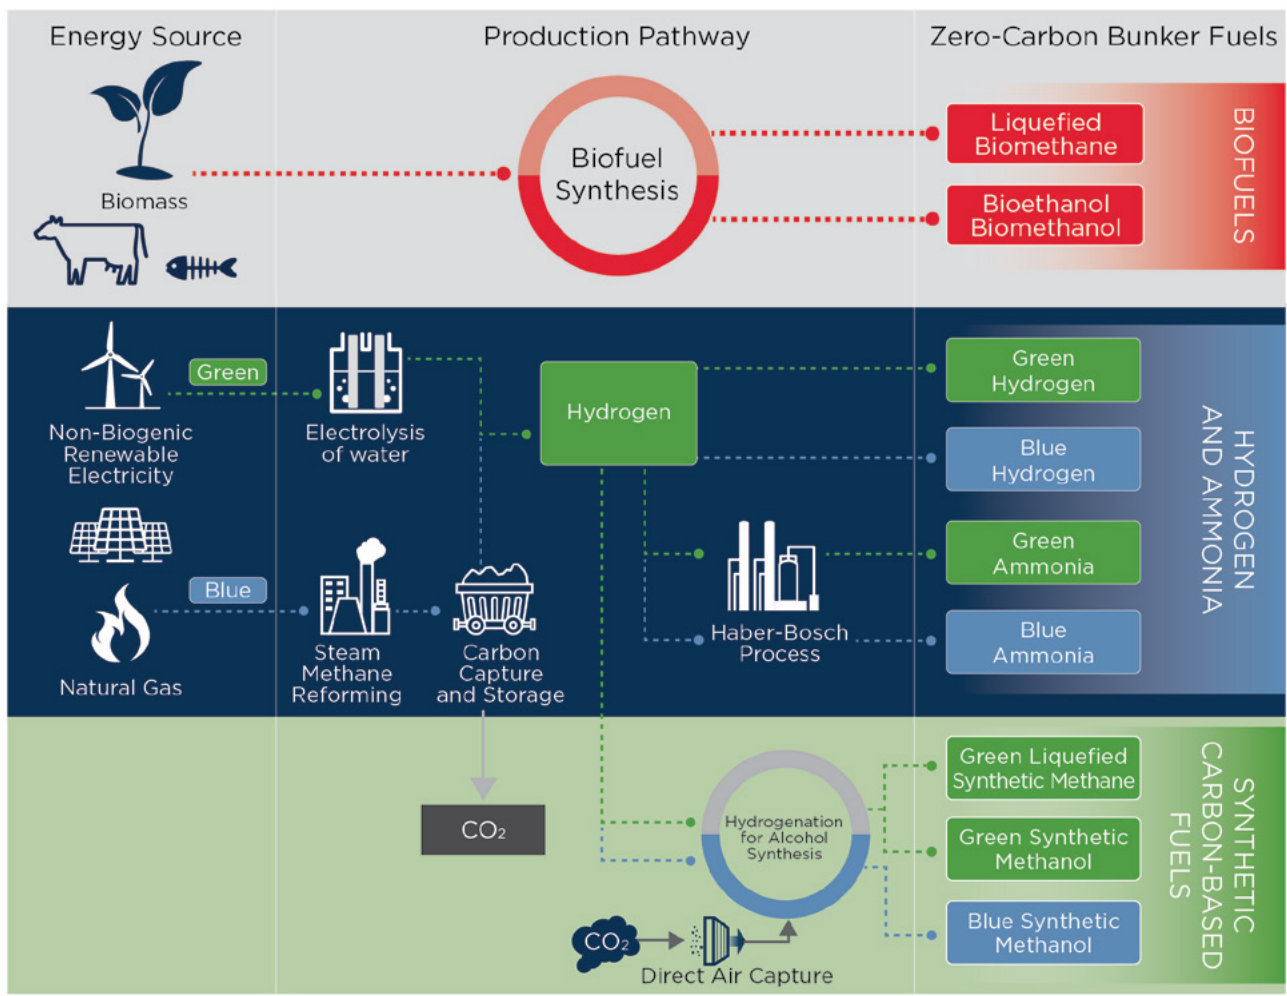 Energy Source
Production Pathway
Zero-Carbon Bunker Fuels
Biomass
Biofuel
Synthesis
Liquefied
Biomethane
Bioethanol
Biomethanol
BIOFUELS
Green
Non-Biogenic
Renewable
Electricity
Electrolysis
of water
Hydrogen
Green
Hydrogen
Blue
Hydrogen
Green
Ammonia
Blue
Ammonia
HYDROGEN
AND AMMONIA
Blue
Natural Gas
Steam
Methane
Reforming
Carbon
Capture
and Storage
Haber-Bosch
Process
CO₂
Hydrogenation
for Alcohol
Synthesis
CO₂
Direct Air Capture
Green Liquefied
Synthetic Methane
Green Synthetic
Methanol
Blue Synthetic
Methanol
SYNTHETIC
CARBON-BASED
FUELS